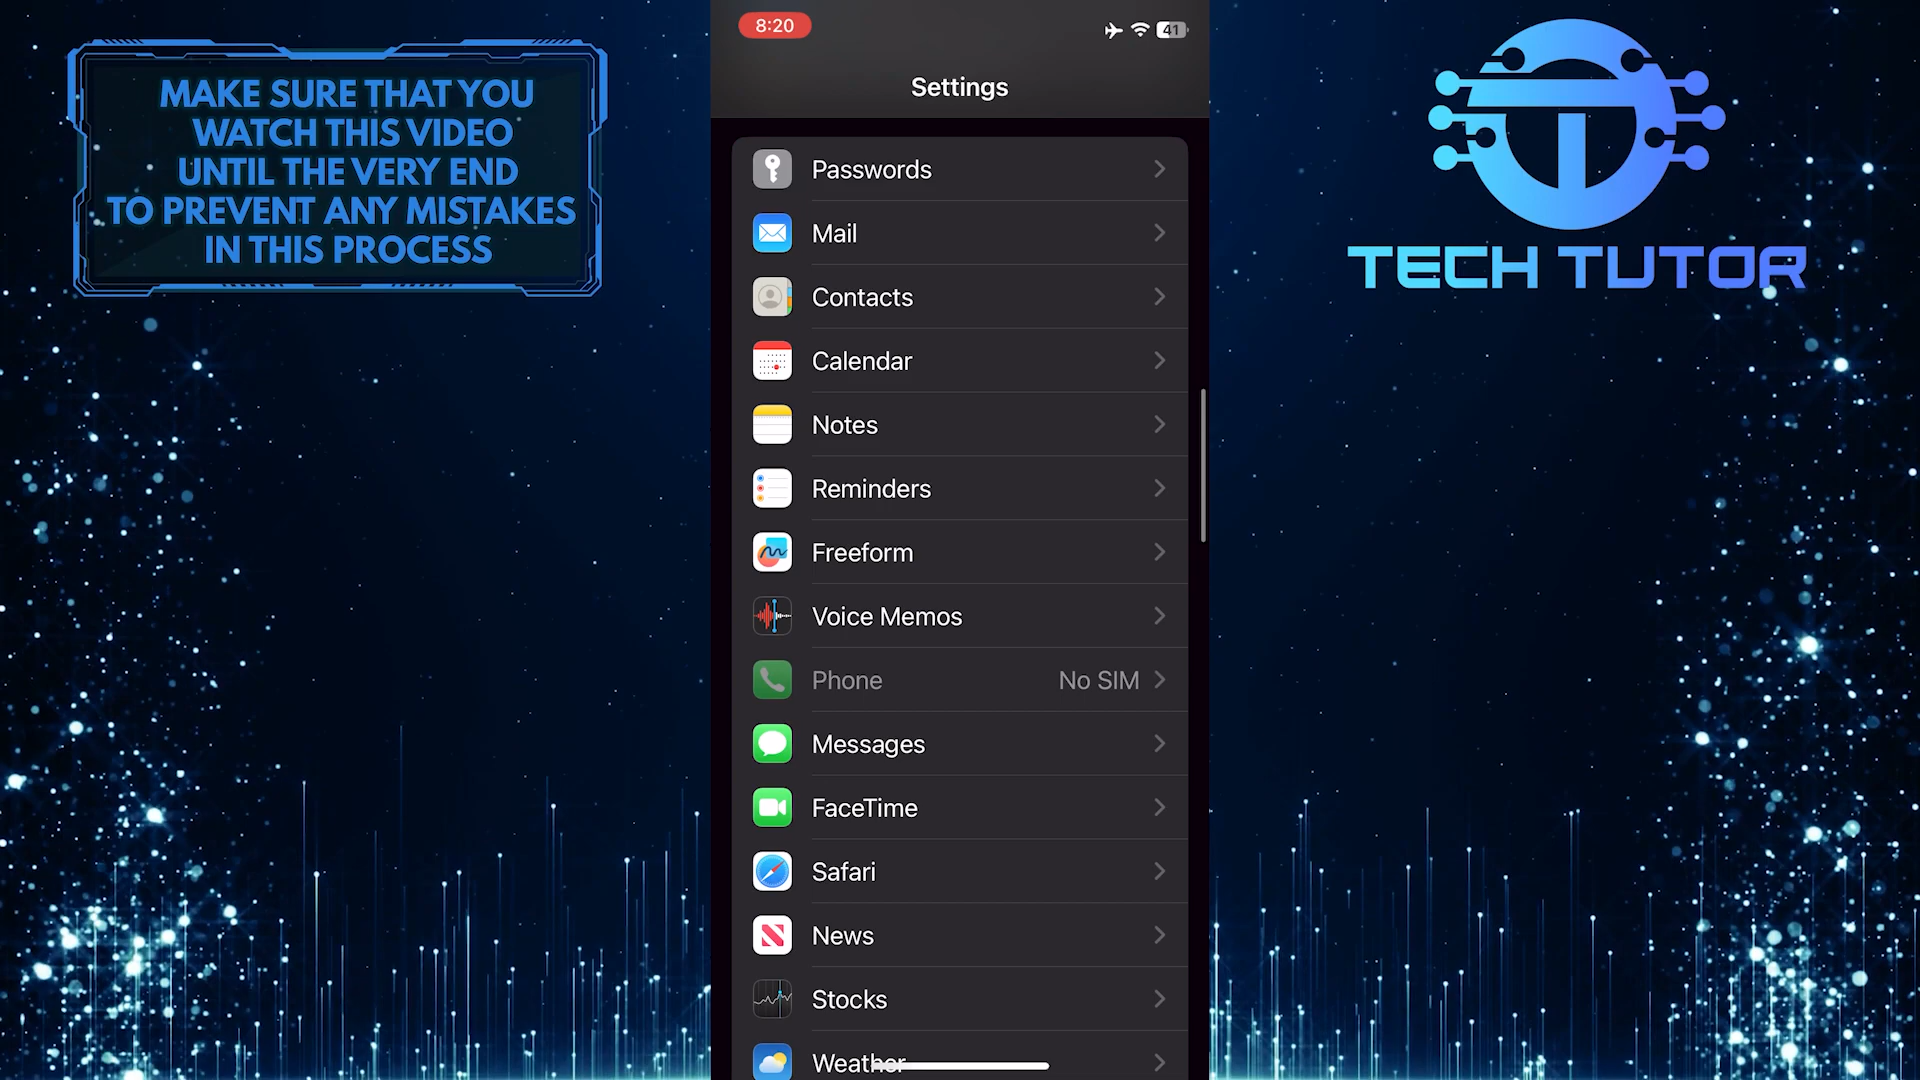 MAKE SURE THAT YOU
WATCH THIS VIDEO
UNTIL THE VERY END
TO PREVENT ANY MISTAKES
IN THIS PROCESS
8:20
41
Settings
Passwords
Mail
Contacts
Calendar
Notes
Reminders
Freeform
Voice Memos
Phone No SIM
Messages
FaceTime
Safari
News
Stocks
Weather
TECH TUTOR